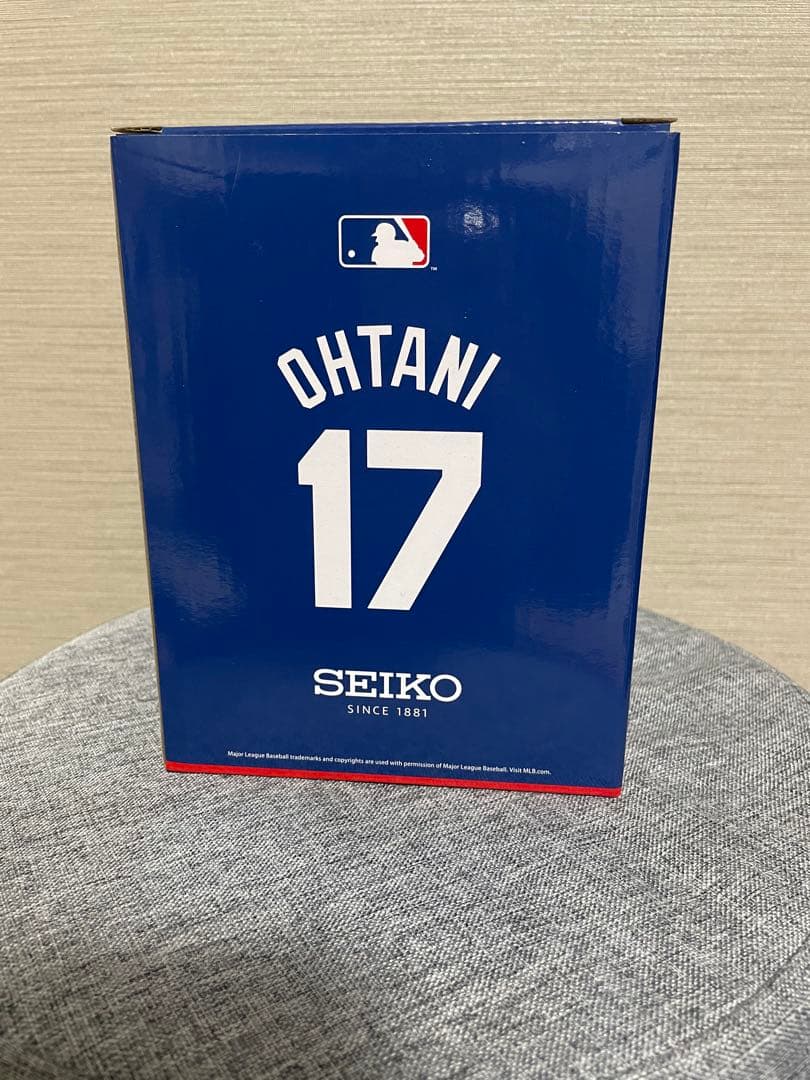 TM
OHTANI
17
SEIKO
SINCE 1881
Major League Baseball trademarks and copyrights are used with permission of Major League Baseball. Visit MLB.com.